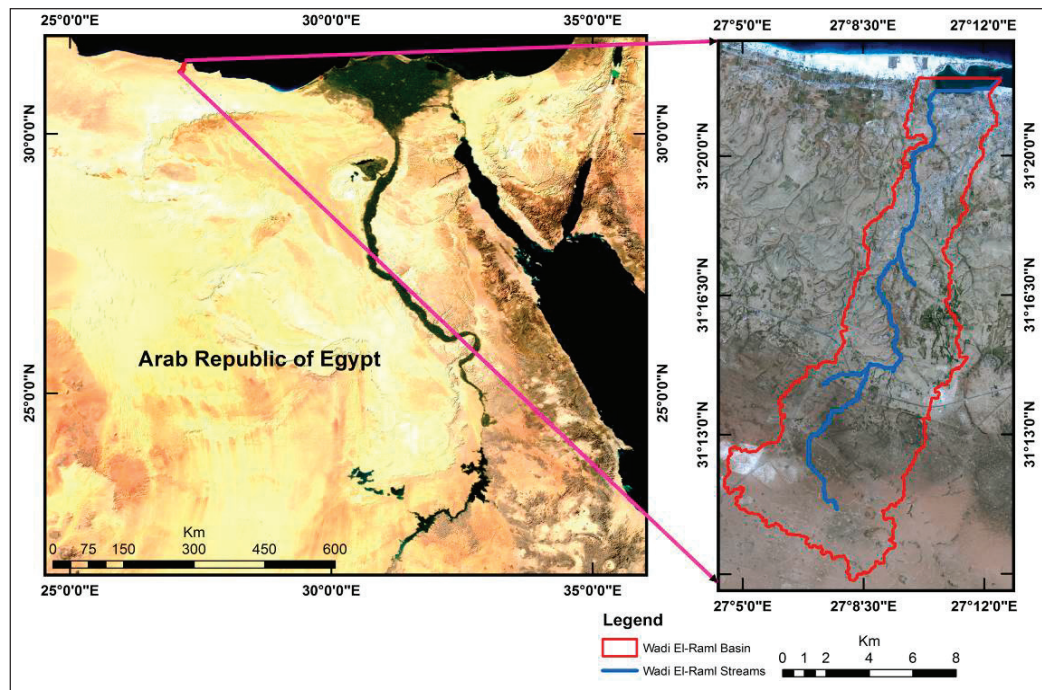 25°0'0"E 30°0'0"E 35°0'0"E
27°5'0"E 27°8'30"E 27°12'0"E
30°0'0"N
30°0'0"N
31°20'0"N
31°20'0"N
31°16'30"N
31°16'30"N
Arab Republic of Egypt
25°0'0"N
25°0'0"N
31°13'0"N
31°13'0"N
Km
0 75 150 300 450 600
25°0'0"E 30°0'0"E 35°0'0"E
27°5'0"E 27°8'30"E 27°12'0"E
Legend
Wadi El-Raml Basin
Wadi El-Raml Streams
Km
0 1 2 4 6 8